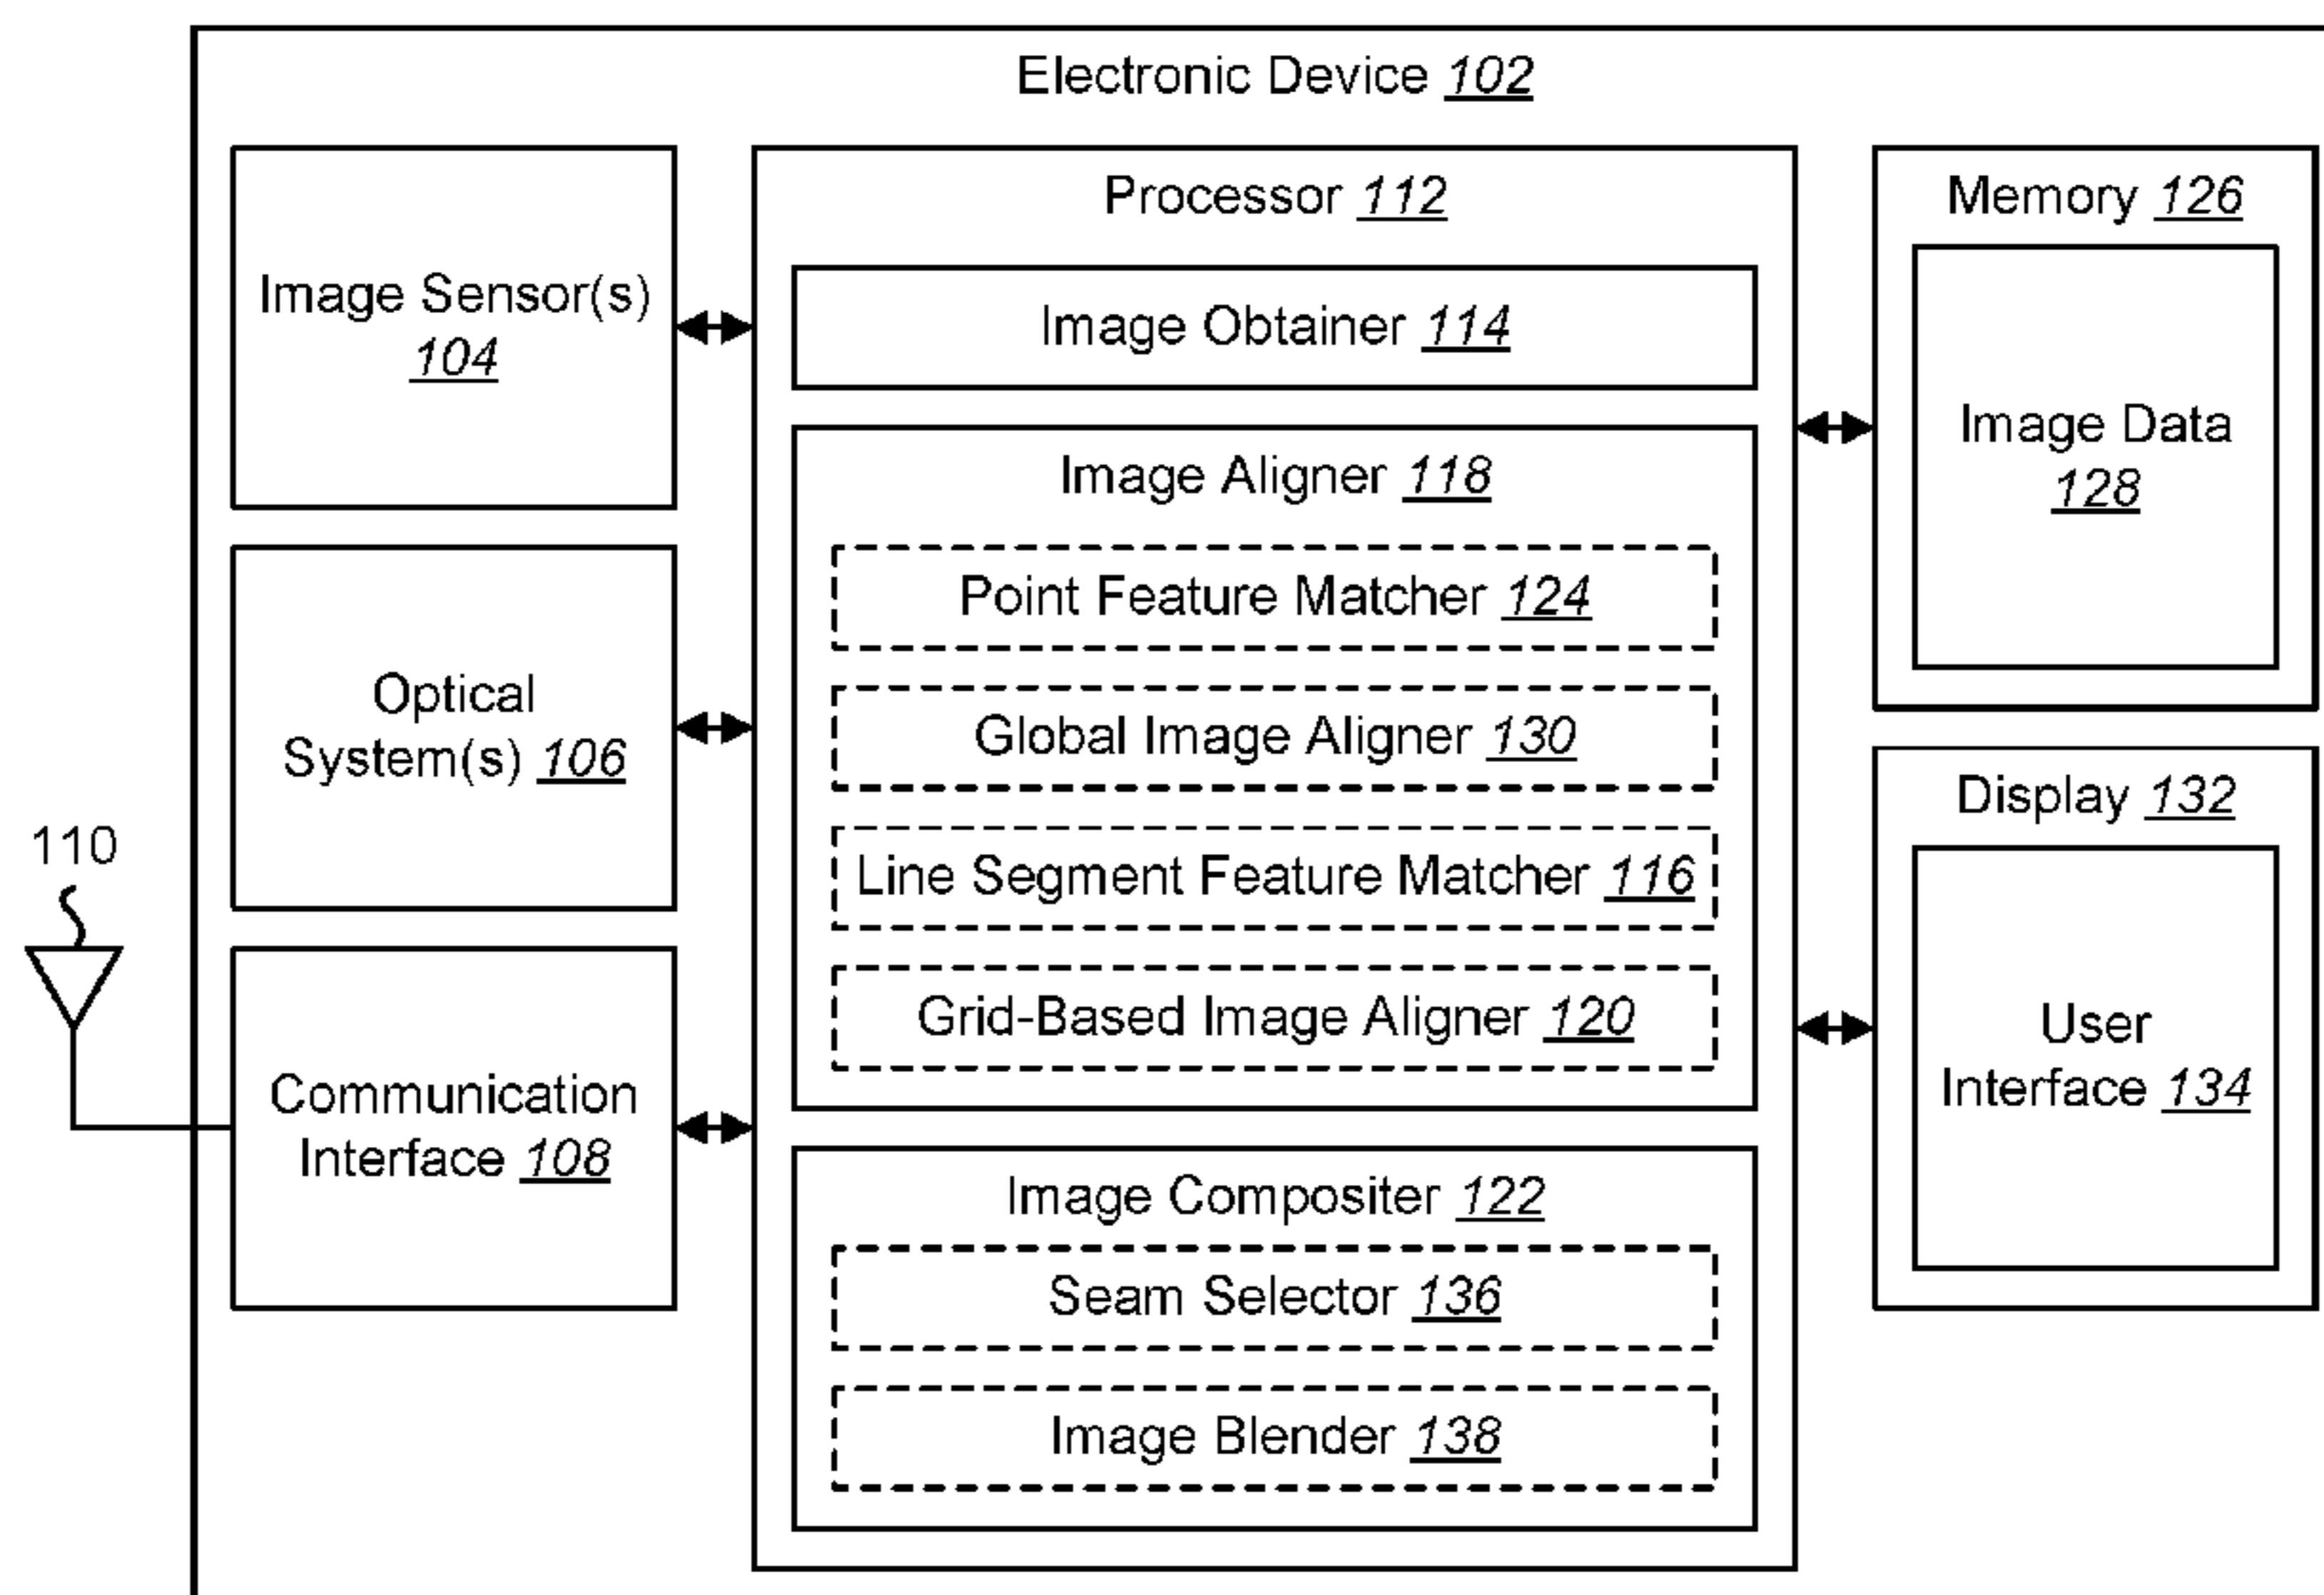 Electronic Device 102
Image Sensor(s)
104
Optical
System(s) 106
110
Communication
Interface 108
Processor 112
Image Obtainer 114
Image Aligner 118
Point Feature Matcher 124
Global Image Aligner 130
Line Segment Feature Matcher 116
Grid-Based Image Aligner 120
Image Compositer 122
Seam Selector 136
Image Blender 138
Memory 126
Image Data
128
Display 132
User
Interface 134